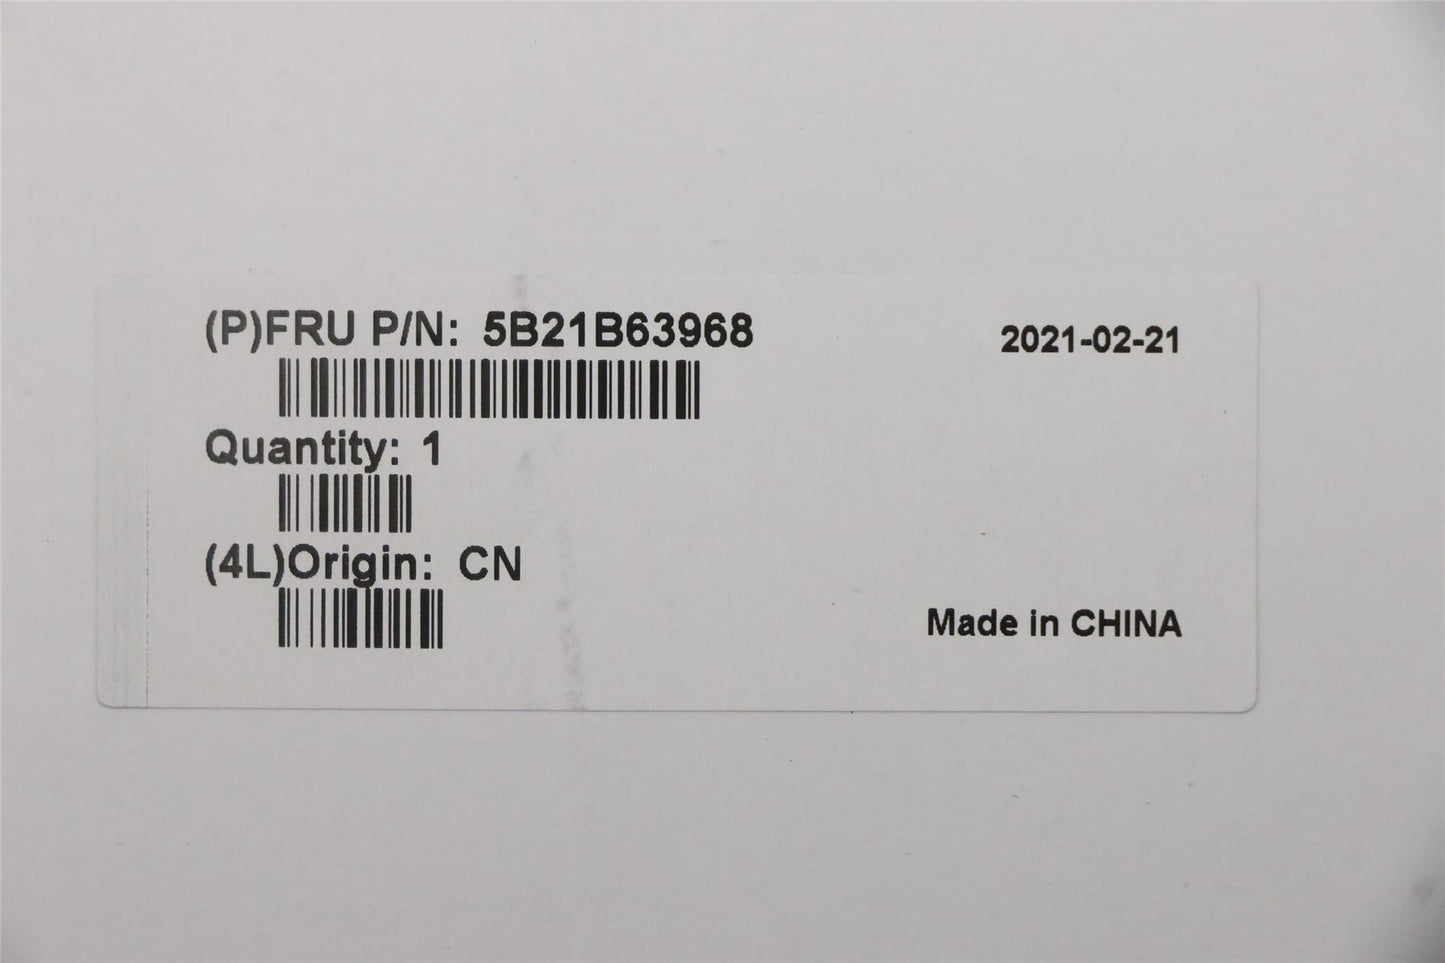 (P)FRU P/N: 5B21B63968
2021-02-21
Quantity: 1
(4L)Origin: CN
Made in CHINA